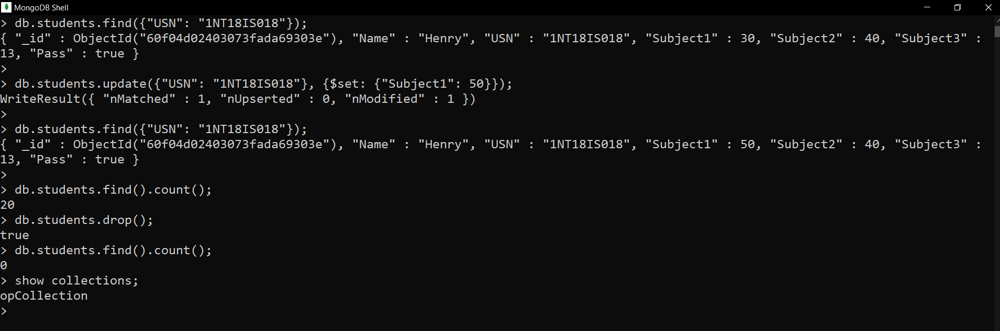 MongoDB Shell
> db.students.find({"USN": "1NT18IS018"});
{ "_id" : ObjectId("60f04d02403073fada69303e"), "Name" : "Henry", "USN" : "1NT18IS018", "Subject1" : 30, "Subject2" : 40, "Subject3" :
13, "Pass" : true }
>
> db.students.update({"USN": "1NT18IS018"}, {$set: {"Subject1": 50}});
WriteResult({ "nMatched" : 1, "nUpserted" : 0, "nModified" : 1 })
>
> db.students.find({"USN": "1NT18IS018"});
{ "_id" : ObjectId("60f04d02403073fada69303e"), "Name" : "Henry", "USN" : "1NT18IS018", "Subject1" : 50, "Subject2" : 40, "Subject3" :
13, "Pass" : true }
>
> db.students.find().count();
20
> db.students.drop();
true
> db.students.find().count();
0
> show collections;
opCollection
>